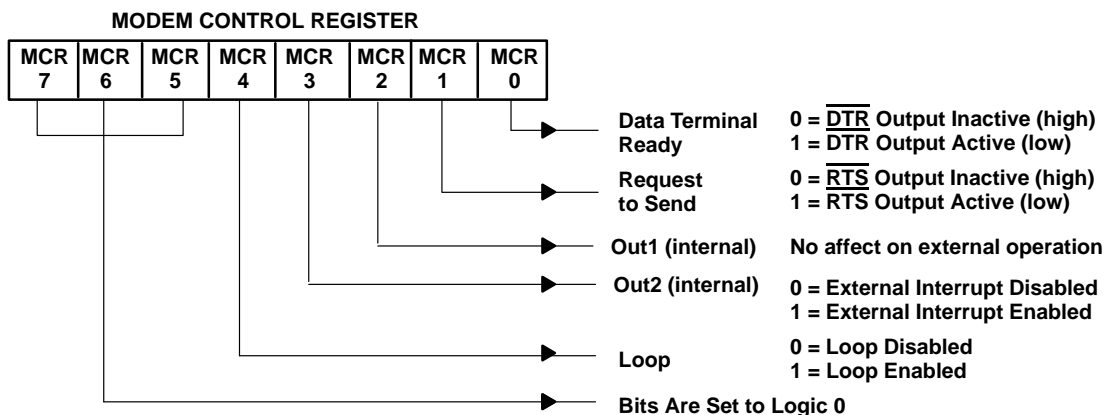 MODEM CONTROL REGISTER
MCR 7 MCR 6 MCR 5 MCR 4 MCR 3 MCR 2 MCR 1 MCR 0
Data Terminal Ready
0 = DTR Output Inactive (high)
1 = DTR Output Active (low)
Request to Send
0 = RTS Output Inactive (high)
1 = RTS Output Active (low)
Out1 (internal)
No affect on external operation
Out2 (internal)
0 = External Interrupt Disabled
1 = External Interrupt Enabled
Loop
0 = Loop Disabled
1 = Loop Enabled
Bits Are Set to Logic 0